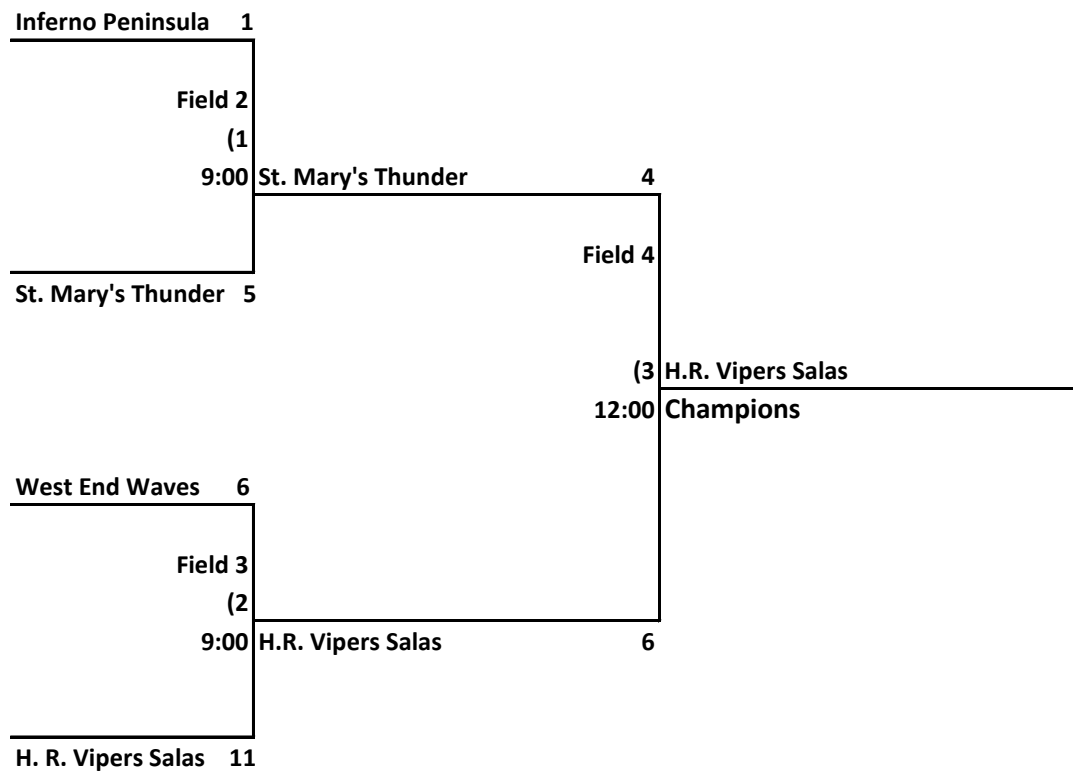 Inferno Peninsula 1
Field 2
(1
9:00 St. Mary's Thunder 4
Field 4
St. Mary's Thunder 5
(3 H.R. Vipers Salas
12:00 Champions
West End Waves 6
Field 3
(2
9:00 H.R. Vipers Salas 6
H. R. Vipers Salas 11